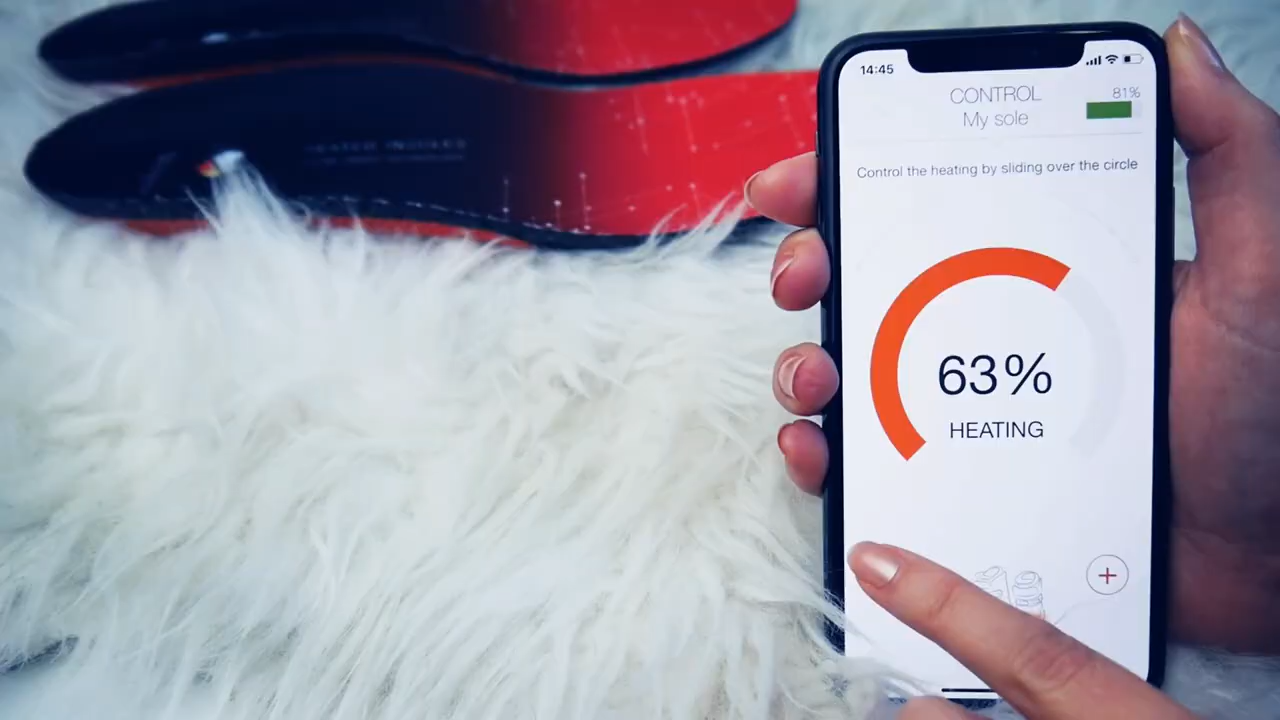 14:45
CONTROL
81%
My sole
Control the heating by sliding over the circle
63%
HEATING